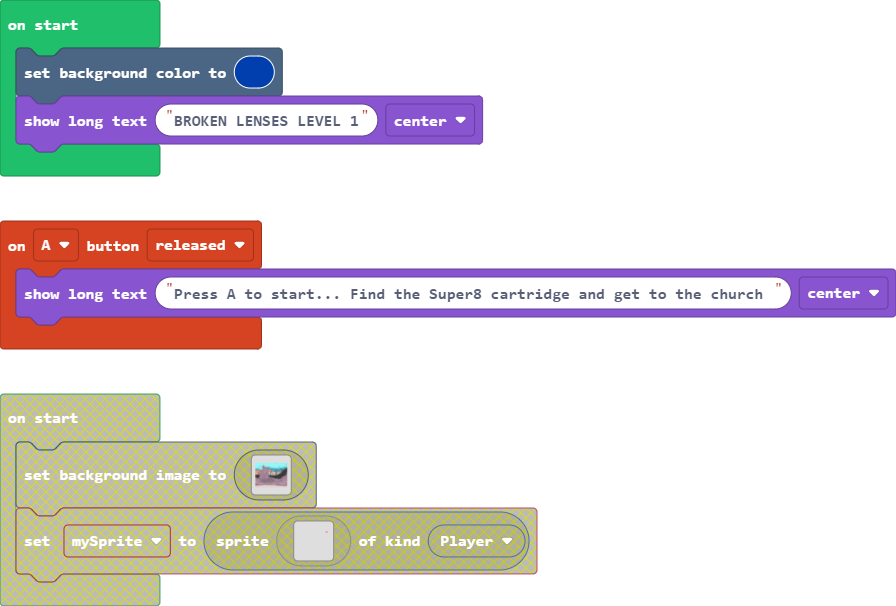 on start
set background color to
show long text "BROKEN LENSES LEVEL 1" center
on A button released
show long text "Press A to start... Find the Super8 cartridge and get to the church " center
on start
set background image to
set mySprite to sprite of kind Player